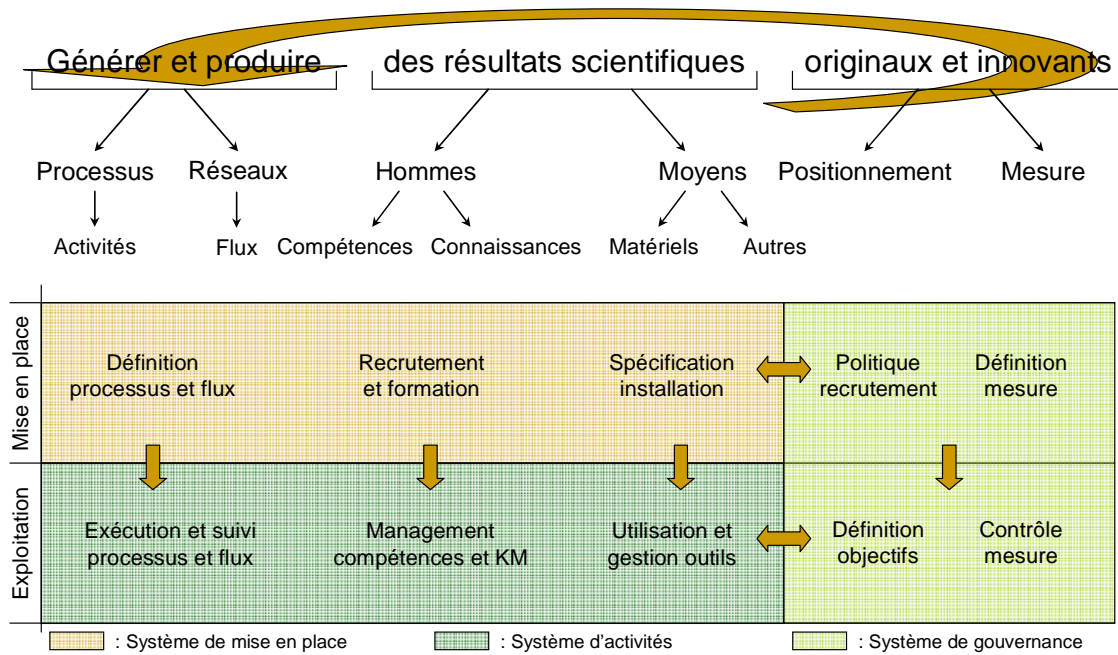 Générer et produire des résultats scientifiques originaux et innovants
Processus Réseaux Hommes Moyens Positionnement Mesure
Activités Flux Compétences Connaissances Matériels Autres
Mise en place
Définition
processus et flux
Recrutement
et formation
Spécification
installation
Politique
recrutement
Définition
mesure
Exploitation
Exécution et suivi
processus et flux
Management
compétences et KM
Utilisation et
gestion outils
Définition
objectifs
Contrôle
mesure
: Système de mise en place : Système d'activités : Système de gouvernance